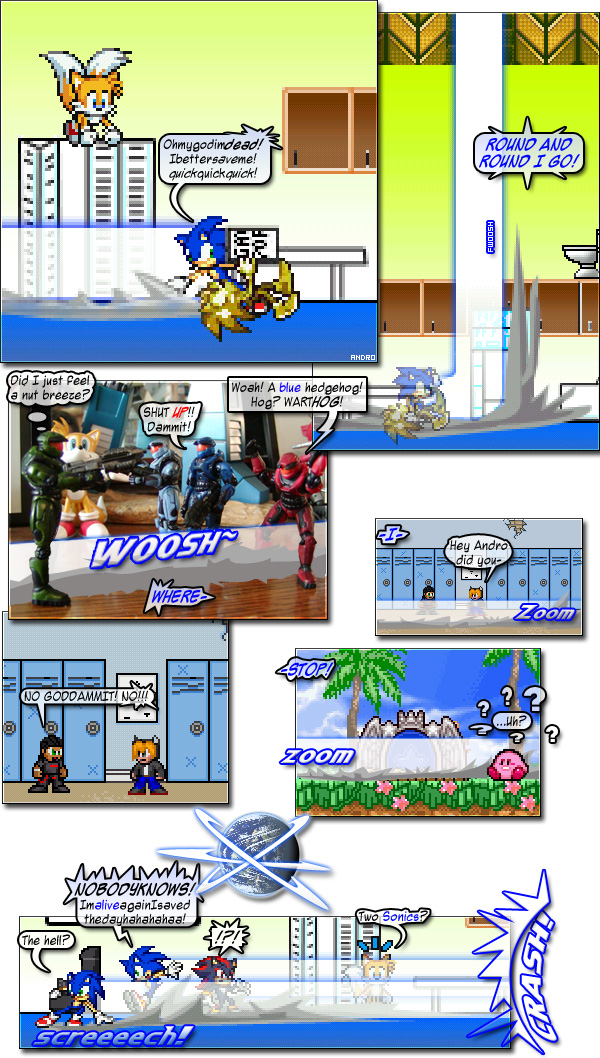 Ohmygodimdead!
Ibettersaveme!
quickquickquick!
ANDRO
ROUND AND
ROUND I GO!
FWOOSH
Did I just feel
a nut breeze?
SHUT UP!!
Dammit!
Woah! A blue hedgehog!
Hog? WARTHOG!
WOOSH~
WHERE-
-I-
Hey Andro
did you-
Zoom
NO GODDAMMIT! NO!!!
-STOP!
zoom
? ? ? ? ?
...Uh?
NOBODYKNOWS!
ImaliveagainIsaved
thedayhahahahaa!
The hell?
!?!
Two Sonics?
screeeech!
CRASH!